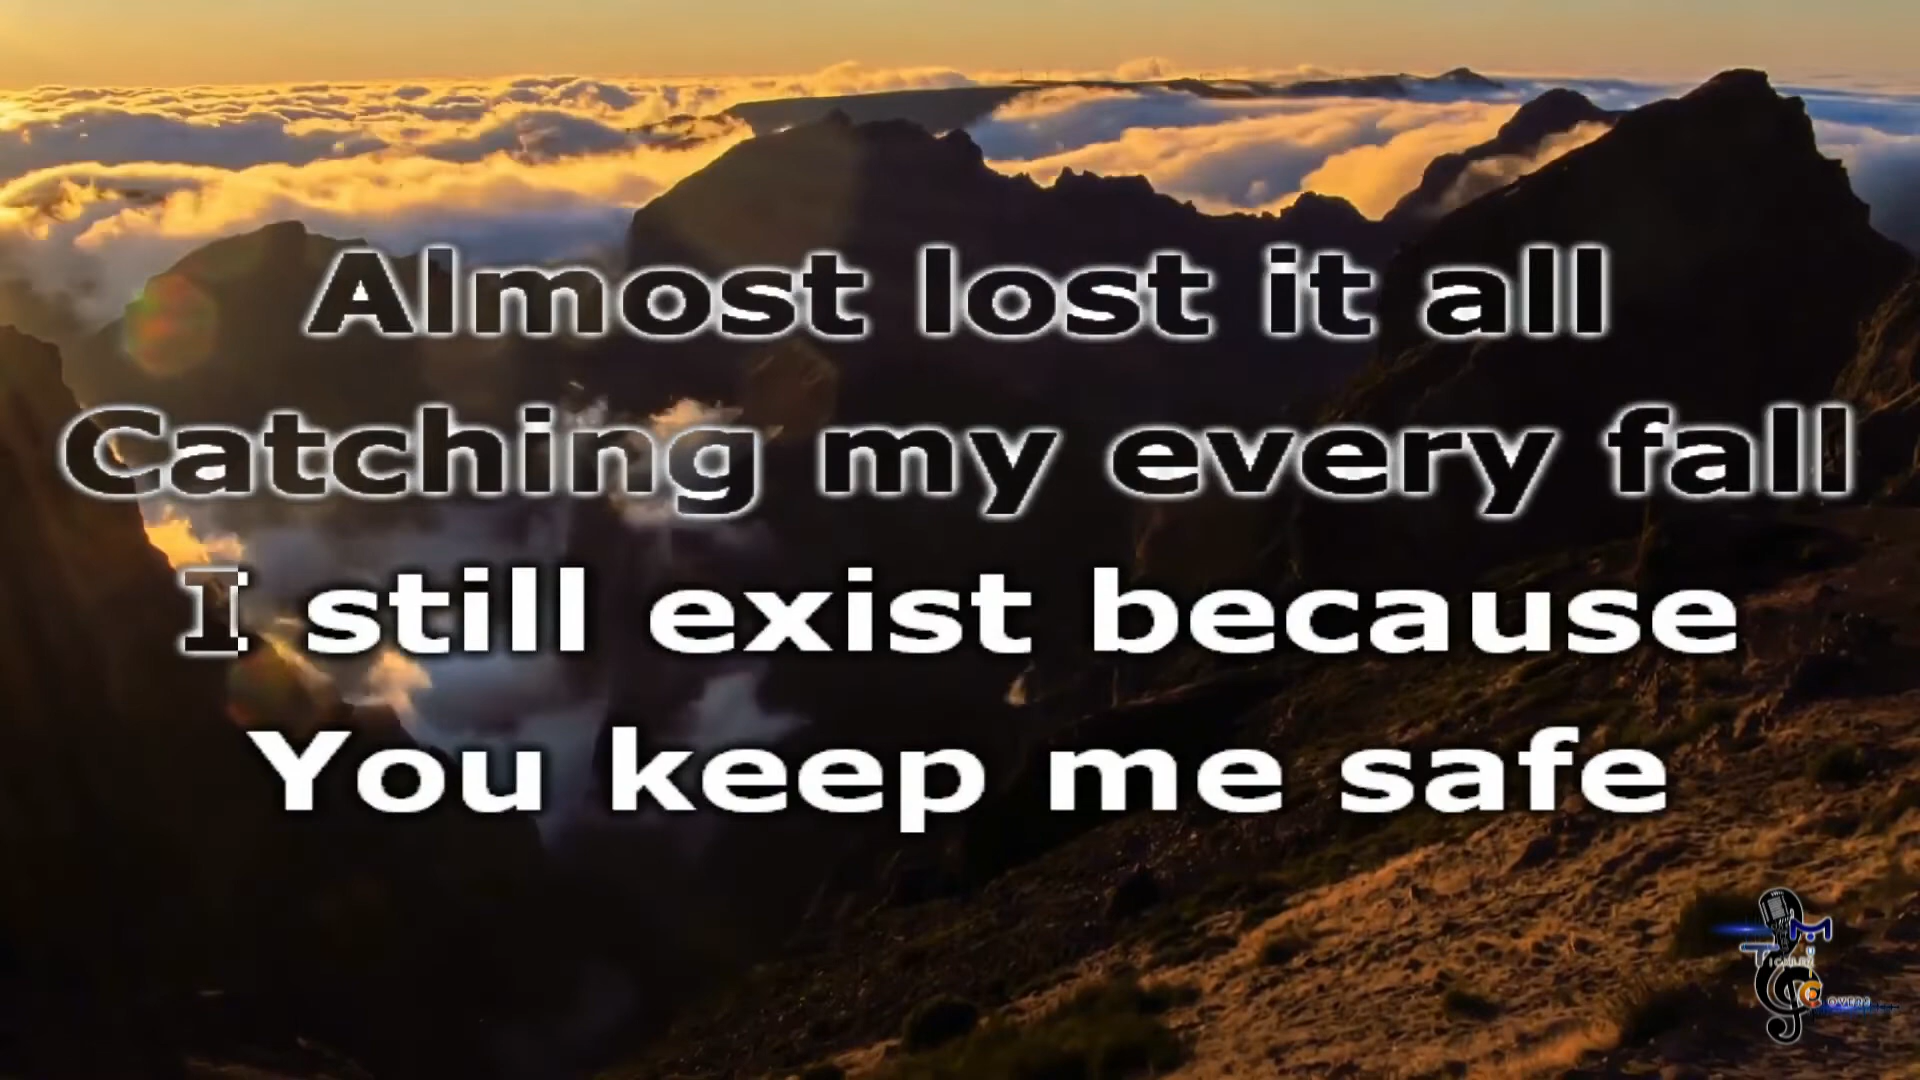 Almost lost it all
Catching my every fall
I still exist because
You keep me safe